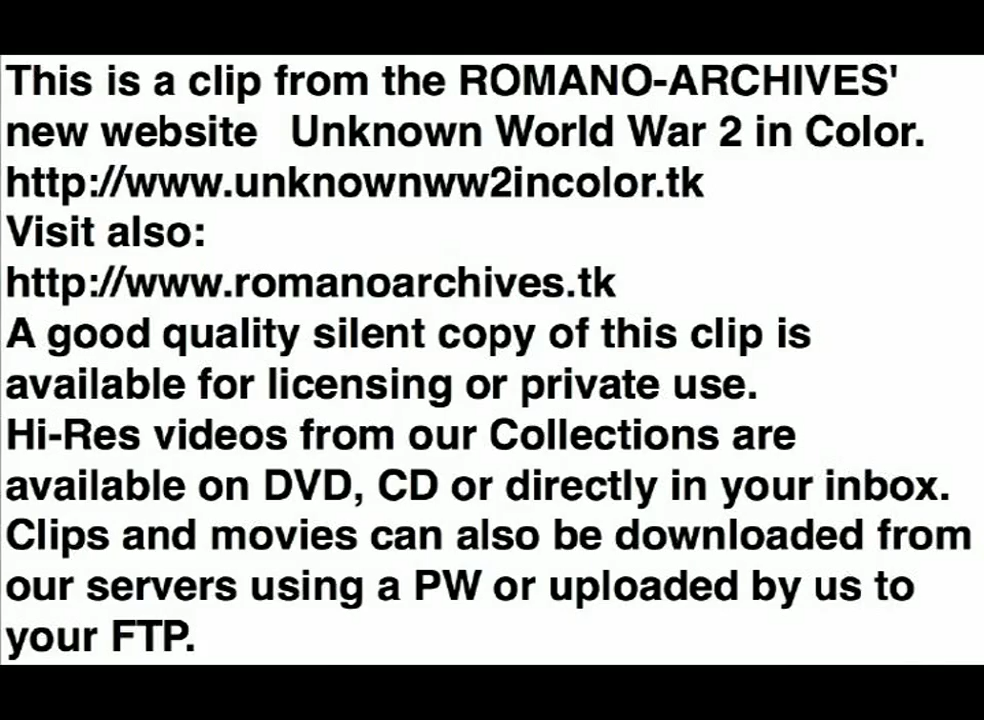 This is a clip from the ROMANO-ARCHIVES'
new website   Unknown World War 2 in Color.
http://www.unknownww2incolor.tk
Visit also:
http://www.romanoarchives.tk
A good quality silent copy of this clip is
available for licensing or private use.
Hi-Res videos from our Collections are
available on DVD, CD or directly in your inbox.
Clips and movies can also be downloaded from
our servers using a PW or uploaded by us to
your FTP.